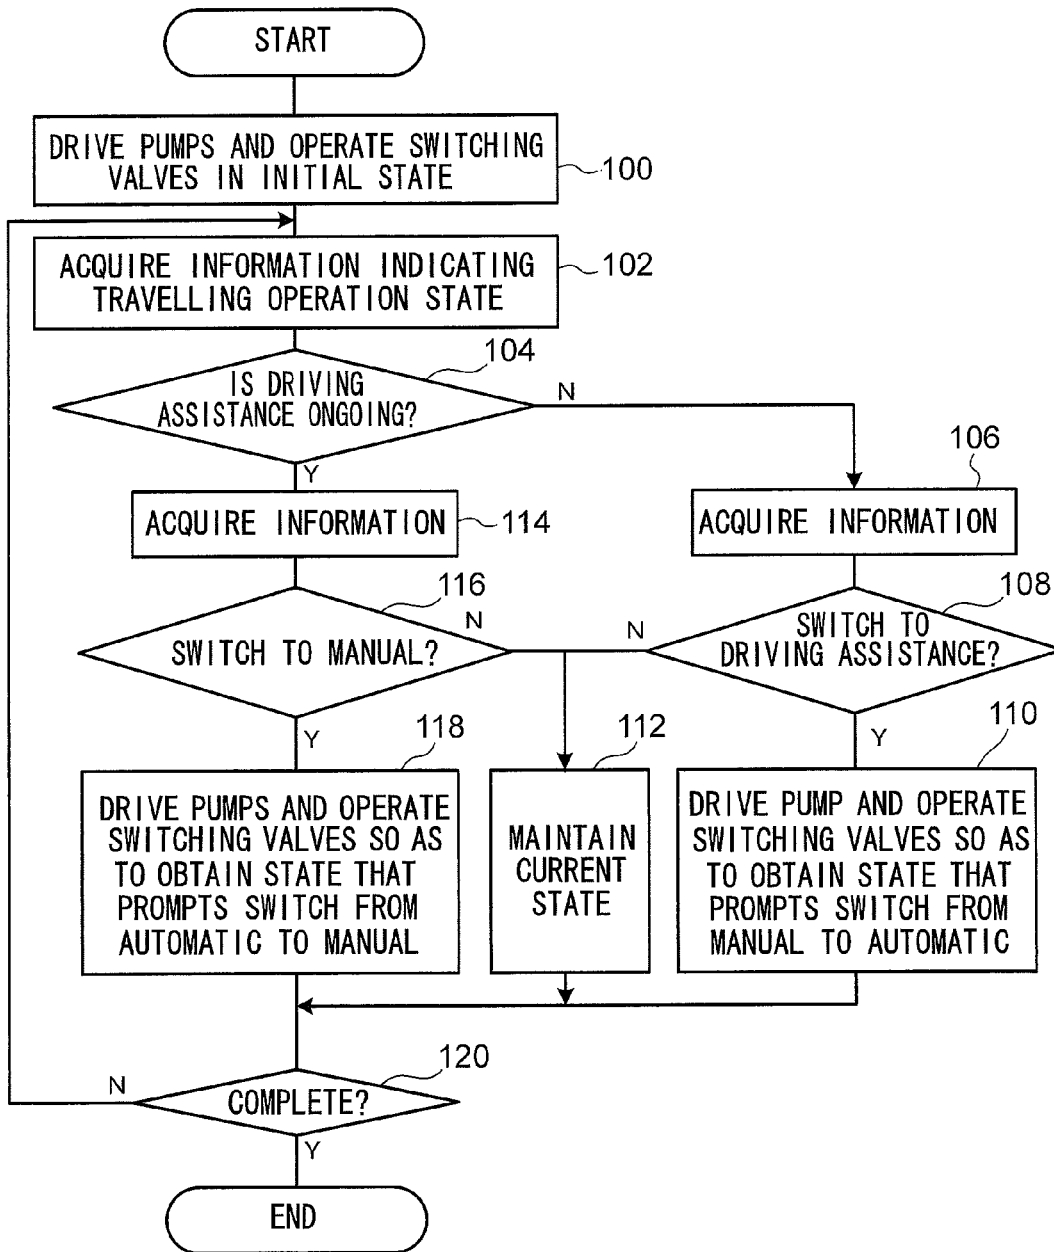 START
DRIVE PUMPS AND OPERATE SWITCHING
VALVES IN INITIAL STATE
100
ACQUIRE INFORMATION INDICATING
TRAVELLING OPERATION STATE
102
104
IS DRIVING
ASSISTANCE ONGOING?
N
Y
106
ACQUIRE INFORMATION
114
ACQUIRE INFORMATION
116
SWITCH TO MANUAL?
N
Y
108
SWITCH TO
DRIVING ASSISTANCE?
N
Y
118
DRIVE PUMPS AND OPERATE
SWITCHING VALVES SO AS
TO OBTAIN STATE THAT
PROMPTS SWITCH FROM
AUTOMATIC TO MANUAL
112
MAINTAIN
CURRENT
STATE
110
DRIVE PUMP AND OPERATE
SWITCHING VALVES SO AS
TO OBTAIN STATE THAT
PROMPTS SWITCH FROM
MANUAL TO AUTOMATIC
120
COMPLETE?
N
Y
END